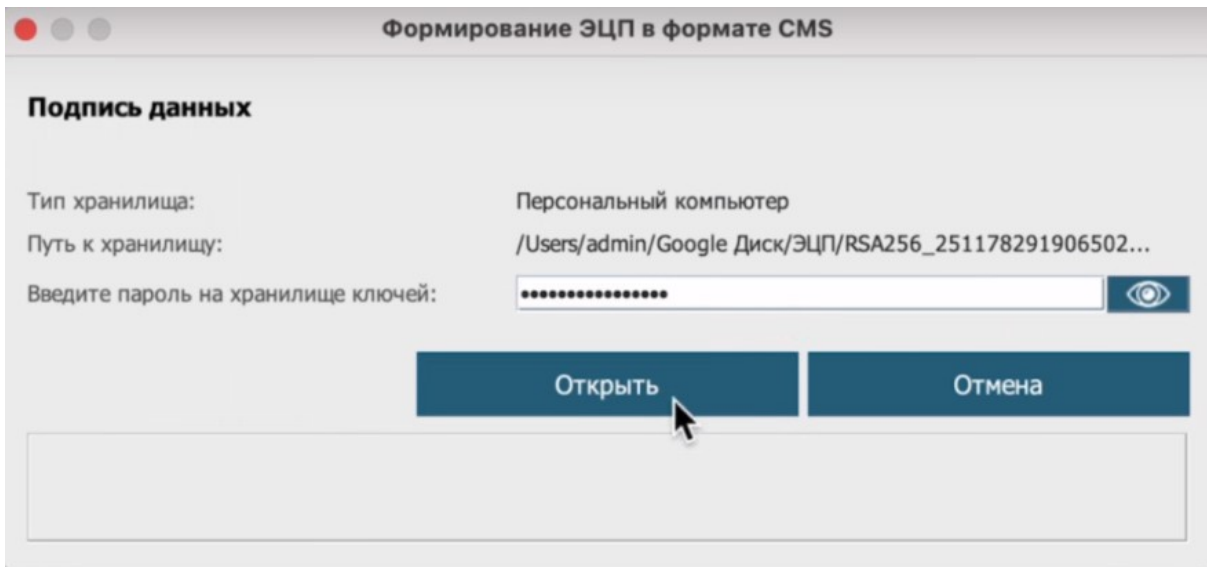 Формирование ЭЦП в формате CMS
Подпись данных
Тип хранилища: Персональный компьютер
Путь к хранилищу: /Users/admin/Google Диск/ЭЦП/RSA256_251178291906502...
Введите пароль на хранилище ключей: ••••••••••••••••
Открыть Отмена